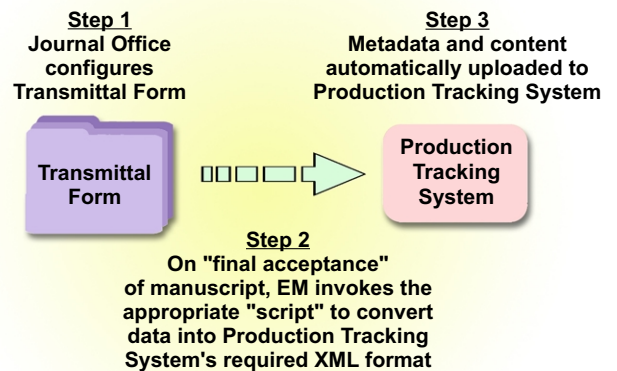 Step 1
Journal Office
configures
Transmittal Form
Step 3
Metadata and content
automatically uploaded to
Production Tracking System
Transmittal
Form
Production
Tracking
System
Step 2
On "final acceptance"
of manuscript, EM invokes the
appropriate "script" to convert
data into Production Tracking
System's required XML format